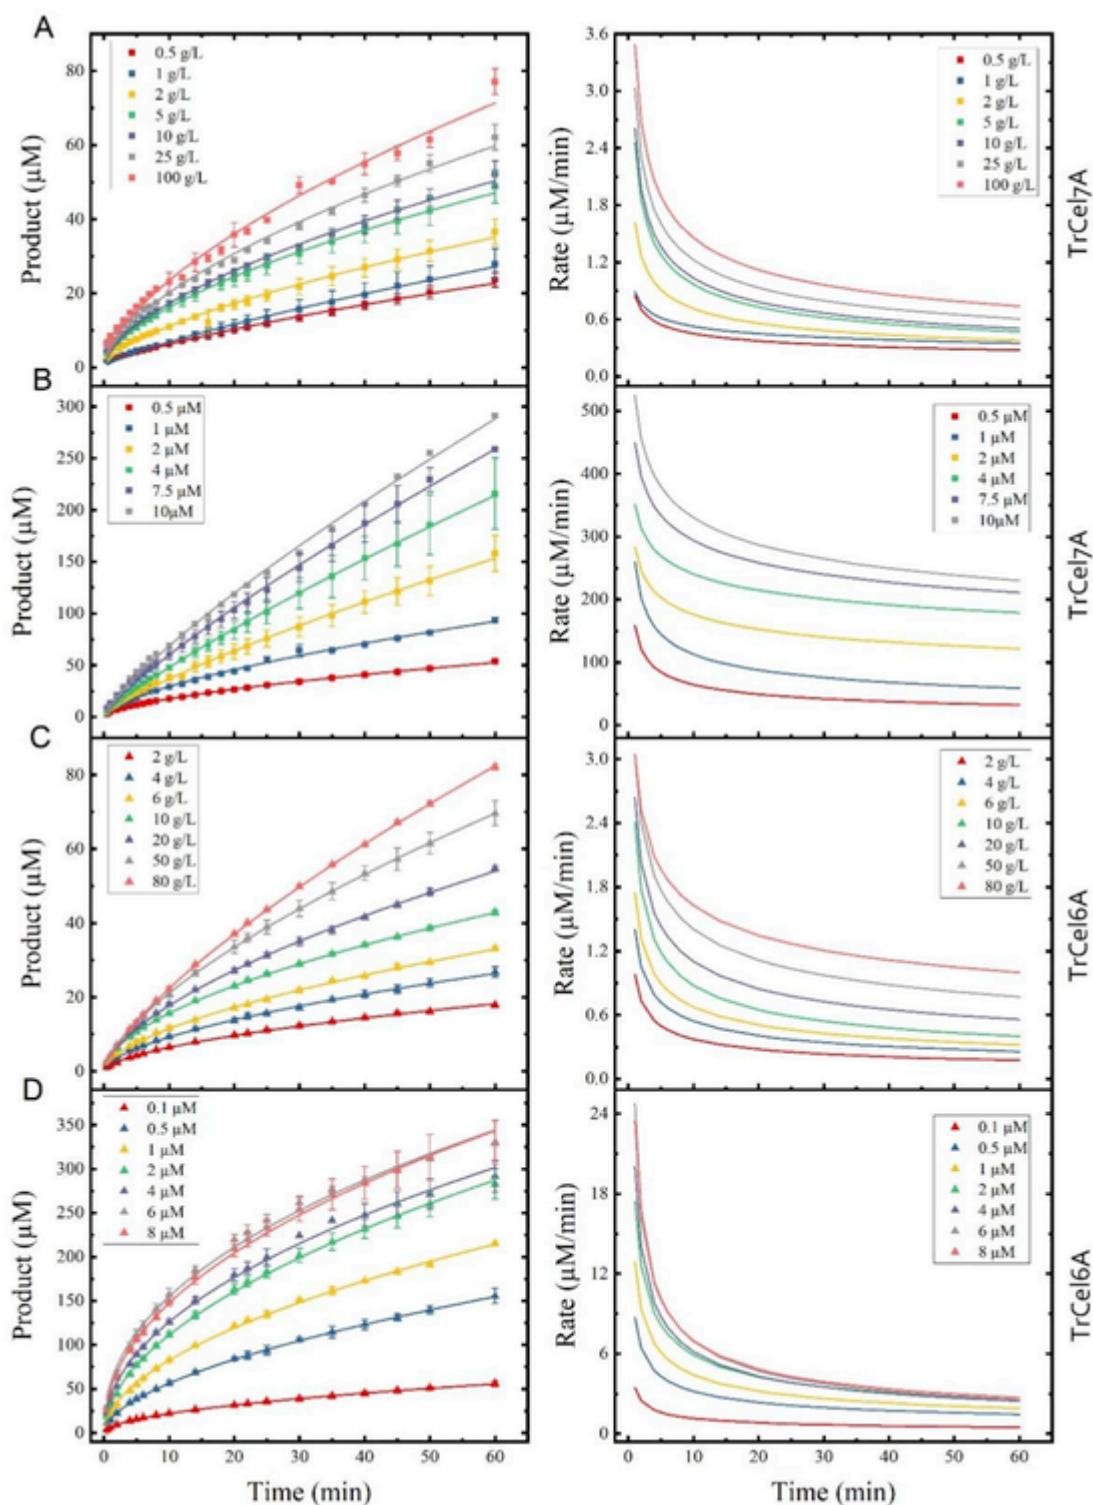 A
80
60
40
20
0
Product (µM)
0.5 g/L
1 g/L
2 g/L
5 g/L
10 g/L
25 g/L
100 g/L
3.6
3.0
2.4
1.8
1.2
0.6
0.0
Rate (µM/min)
0.5 g/L
1 g/L
2 g/L
5 g/L
10 g/L
25 g/L
100 g/L
TrCel7A
B
300
250
200
150
100
50
0
Product (µM)
0.5 µM
1 µM
2 µM
4 µM
7.5 µM
10µM
500
400
300
200
100
0
Rate (µM/min)
0.5 µM
1 µM
2 µM
4 µM
7.5 µM
10µM
TrCel7A
C
80
60
40
20
0
Product (µM)
2 g/L
4 g/L
6 g/L
10 g/L
20 g/L
50 g/L
80 g/L
3.0
2.4
1.8
1.2
0.6
0.0
Rate (µM/min)
2 g/L
4 g/L
6 g/L
10 g/L
20 g/L
50 g/L
80 g/L
TrCel6A
D
350
300
250
200
150
100
50
0
Product (µM)
0.1 µM
0.5 µM
1 µM
2 µM
4 µM
6 µM
8 µM
0 10 20 30 40 50 60
Time (min)
24
18
12
6
0
Rate (µM/min)
0.1 µM
0.5 µM
1 µM
2 µM
4 µM
6 µM
8 µM
0 10 20 30 40 50 60
Time (min)
TrCel6A